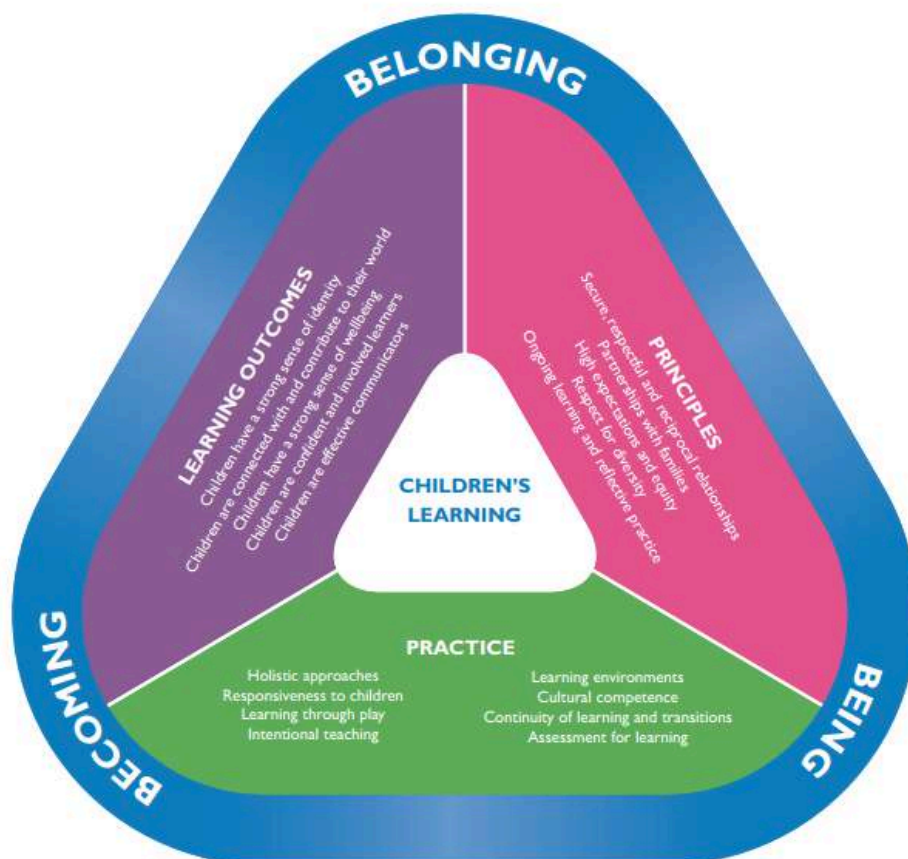 BELONGING
LEARNING OUTCOMES
Children have a strong sense of identity
Children are connected with and contribute to their world
Children have a strong sense of wellbeing
Children are confident and involved learners
Children are effective communicators
PRINCIPLES
Secure, respectful and reciprocal relationships
Partnerships with families
High expectations and equity
Respect for diversity
Ongoing learning and reflective practice
CHILDREN'S
LEARNING
PRACTICE
Holistic approaches
Responsiveness to children
Learning through play
Intentional teaching
Learning environments
Cultural competence
Continuity of learning and transitions
Assessment for learning
BECOMING
BEING